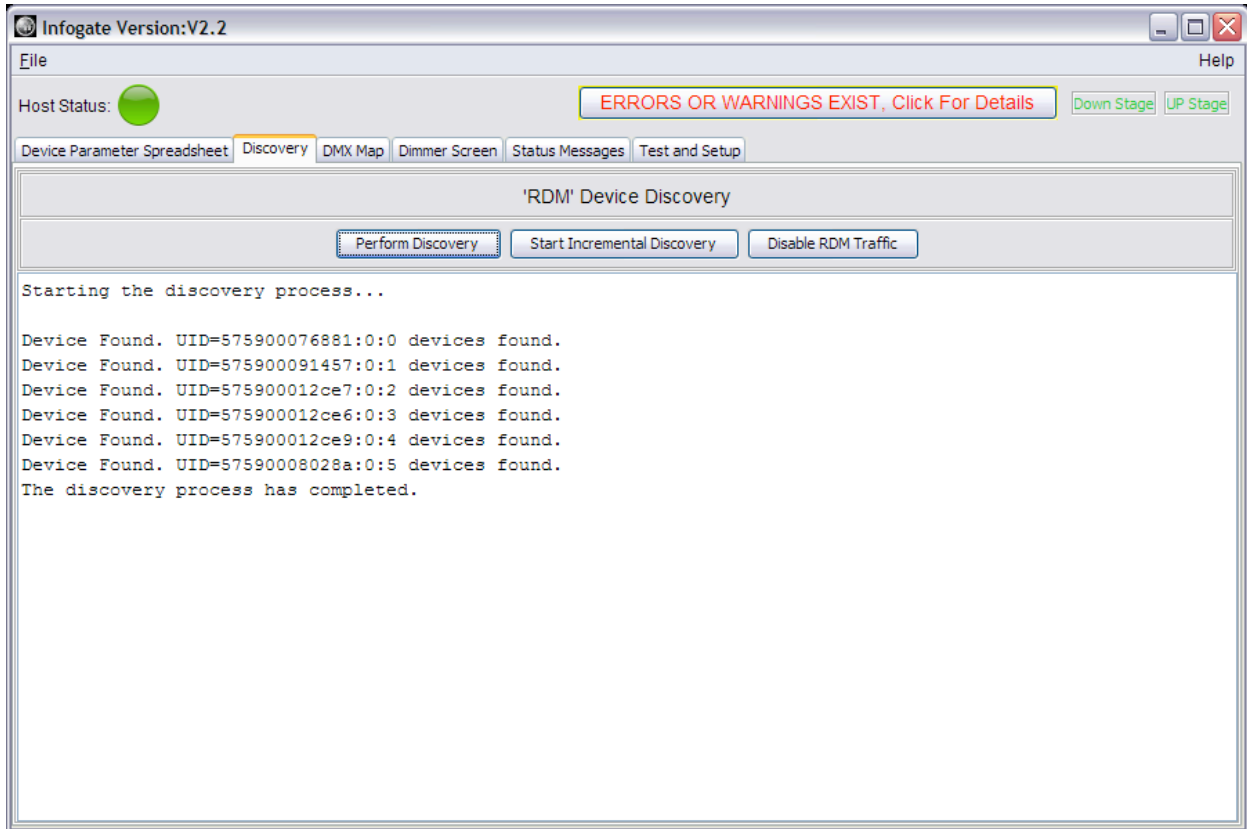 Infogate Version:V2.2
File Help
Host Status: ERRORS OR WARNINGS EXIST, Click For Details Down Stage UP Stage
Device Parameter Spreadsheet Discovery DMX Map Dimmer Screen Status Messages Test and Setup
'RDM' Device Discovery
Perform Discovery Start Incremental Discovery Disable RDM Traffic
Starting the discovery process...
Device Found. UID=575900076881:0:0 devices found.
Device Found. UID=575900091457:0:1 devices found.
Device Found. UID=575900012ce7:0:2 devices found.
Device Found. UID=575900012ce6:0:3 devices found.
Device Found. UID=575900012ce9:0:4 devices found.
Device Found. UID=57590008028a:0:5 devices found.
The discovery process has completed.